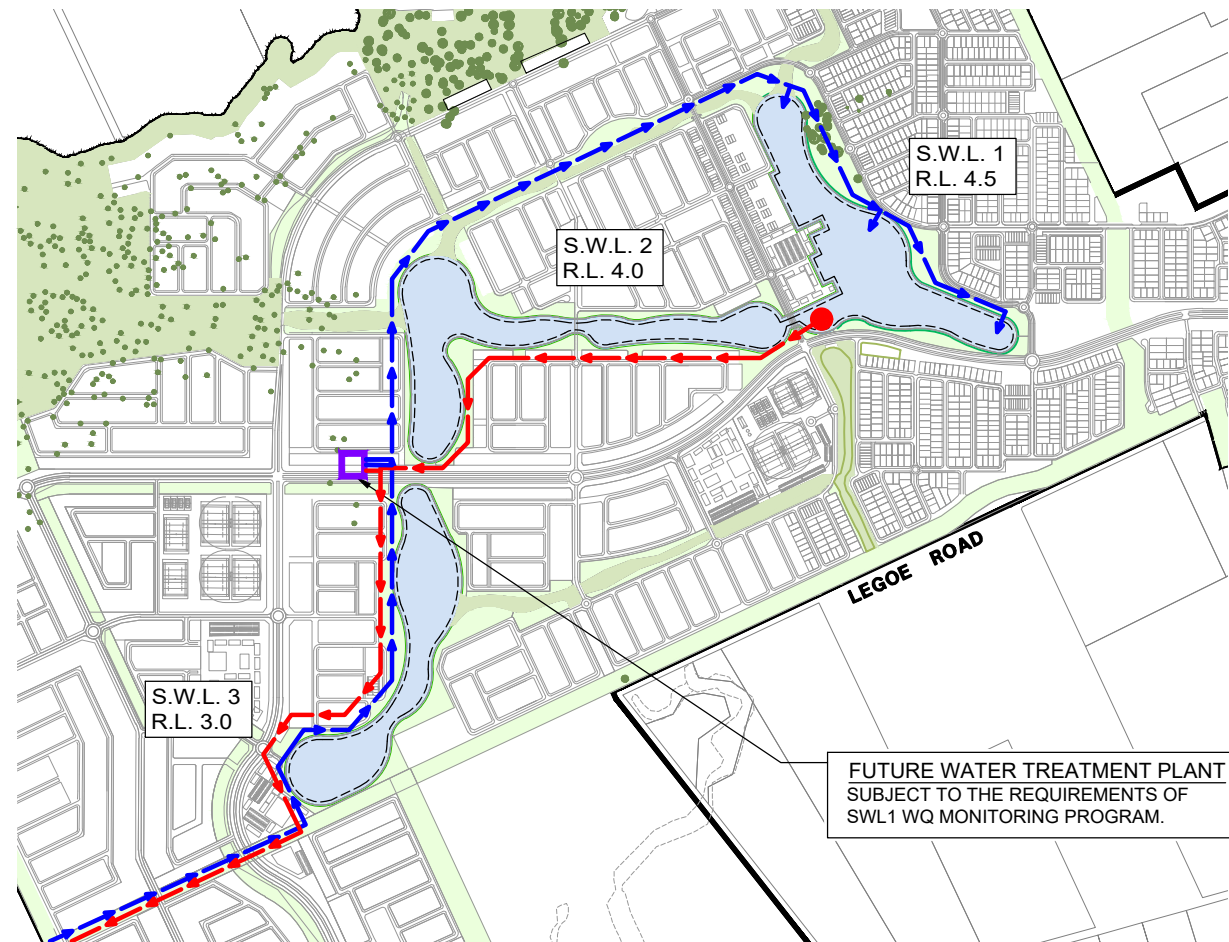 S.W.L. 1
R.L. 4.5
S.W.L. 2
R.L. 4.0
LEGOE ROAD
S.W.L. 3
R.L. 3.0
FUTURE WATER TREATMENT PLANT
SUBJECT TO THE REQUIREMENTS OF
SWL1 WQ MONITORING PROGRAM.